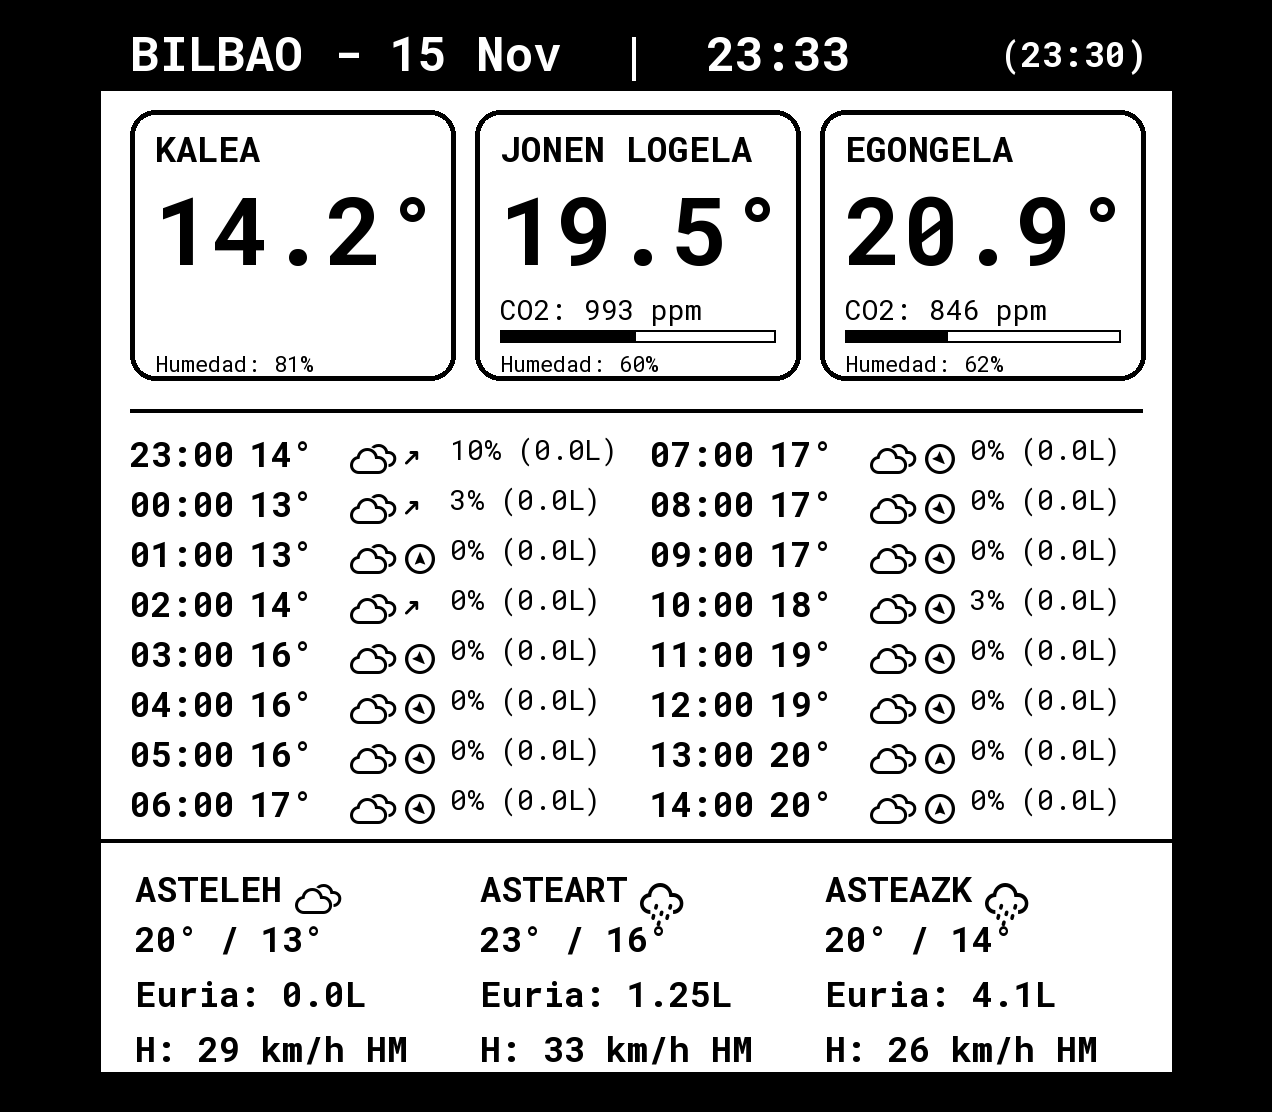 BILBAO - 15 Nov | 23:33 (23:30)
KALEA
14.2°
Humedad: 81%
JONEN LOGELA
19.5°
CO2: 993 ppm
Humedad: 60%
EGONGELA
20.9°
CO2: 846 ppm
Humedad: 62%
23:00 14° 10% (0.0L)
00:00 13° 3% (0.0L)
01:00 13° 0% (0.0L)
02:00 14° 0% (0.0L)
03:00 16° 0% (0.0L)
04:00 16° 0% (0.0L)
05:00 16° 0% (0.0L)
06:00 17° 0% (0.0L)
07:00 17° 0% (0.0L)
08:00 17° 0% (0.0L)
09:00 17° 0% (0.0L)
10:00 18° 3% (0.0L)
11:00 19° 0% (0.0L)
12:00 19° 0% (0.0L)
13:00 20° 0% (0.0L)
14:00 20° 0% (0.0L)
ASTELEH
20° / 13°
Euria: 0.0L
H: 29 km/h HM
ASTEART
23° / 16°
Euria: 1.25L
H: 33 km/h HM
ASTEAZK
20° / 14°
Euria: 4.1L
H: 26 km/h HM